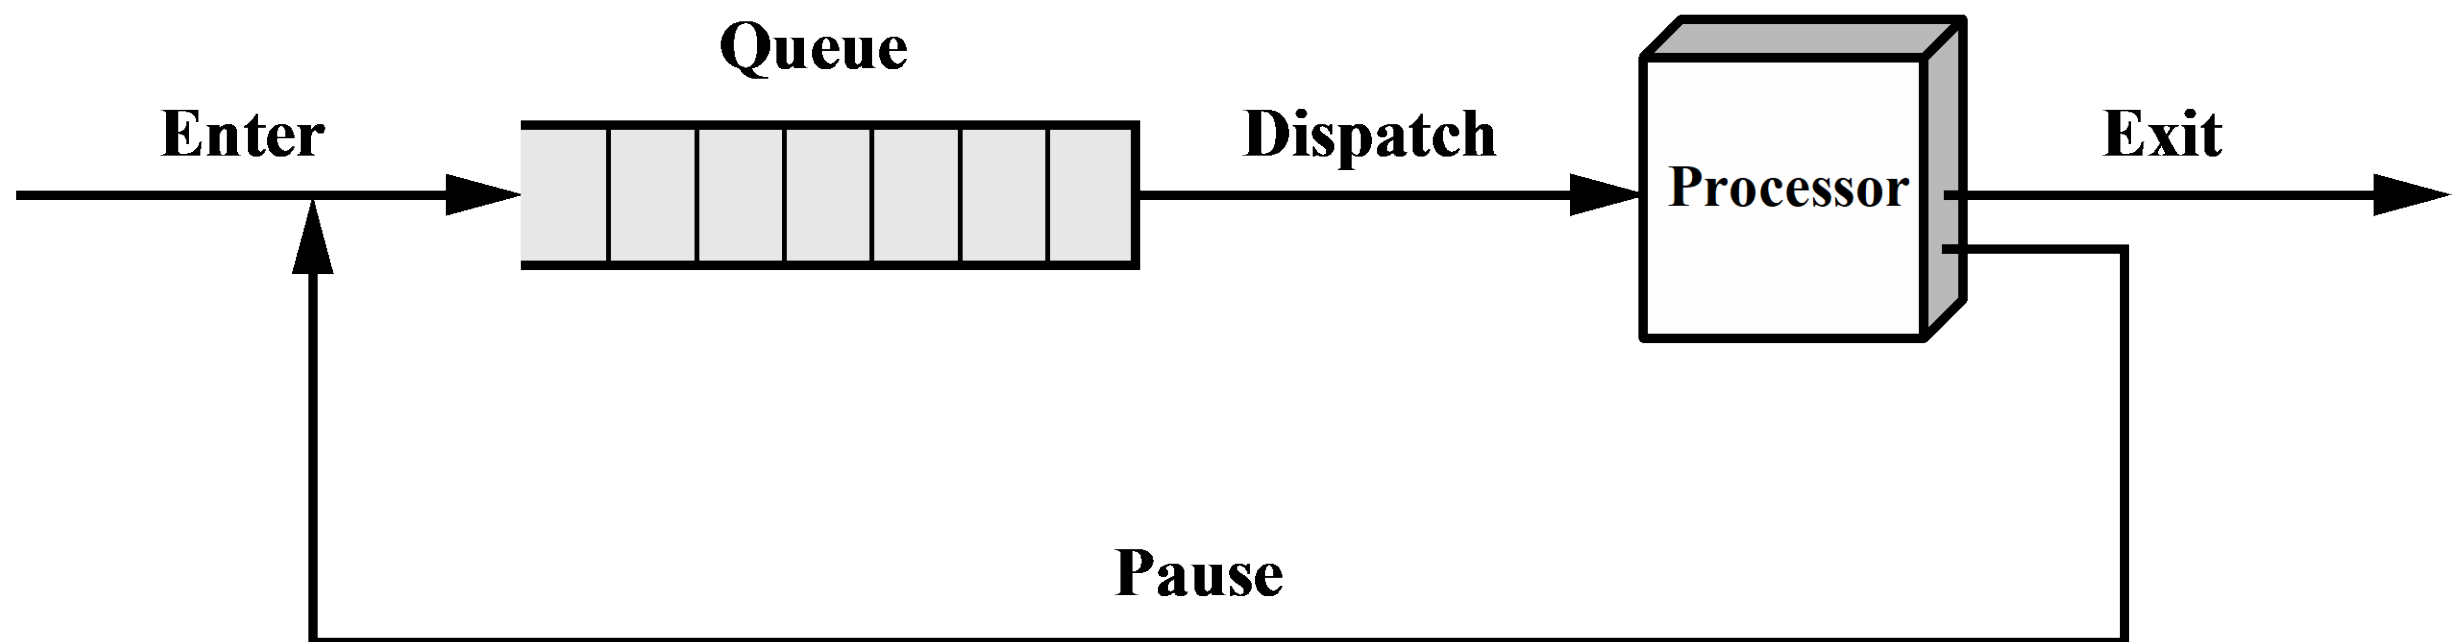 Queue
Enter
Dispatch
Processor
Exit
Pause